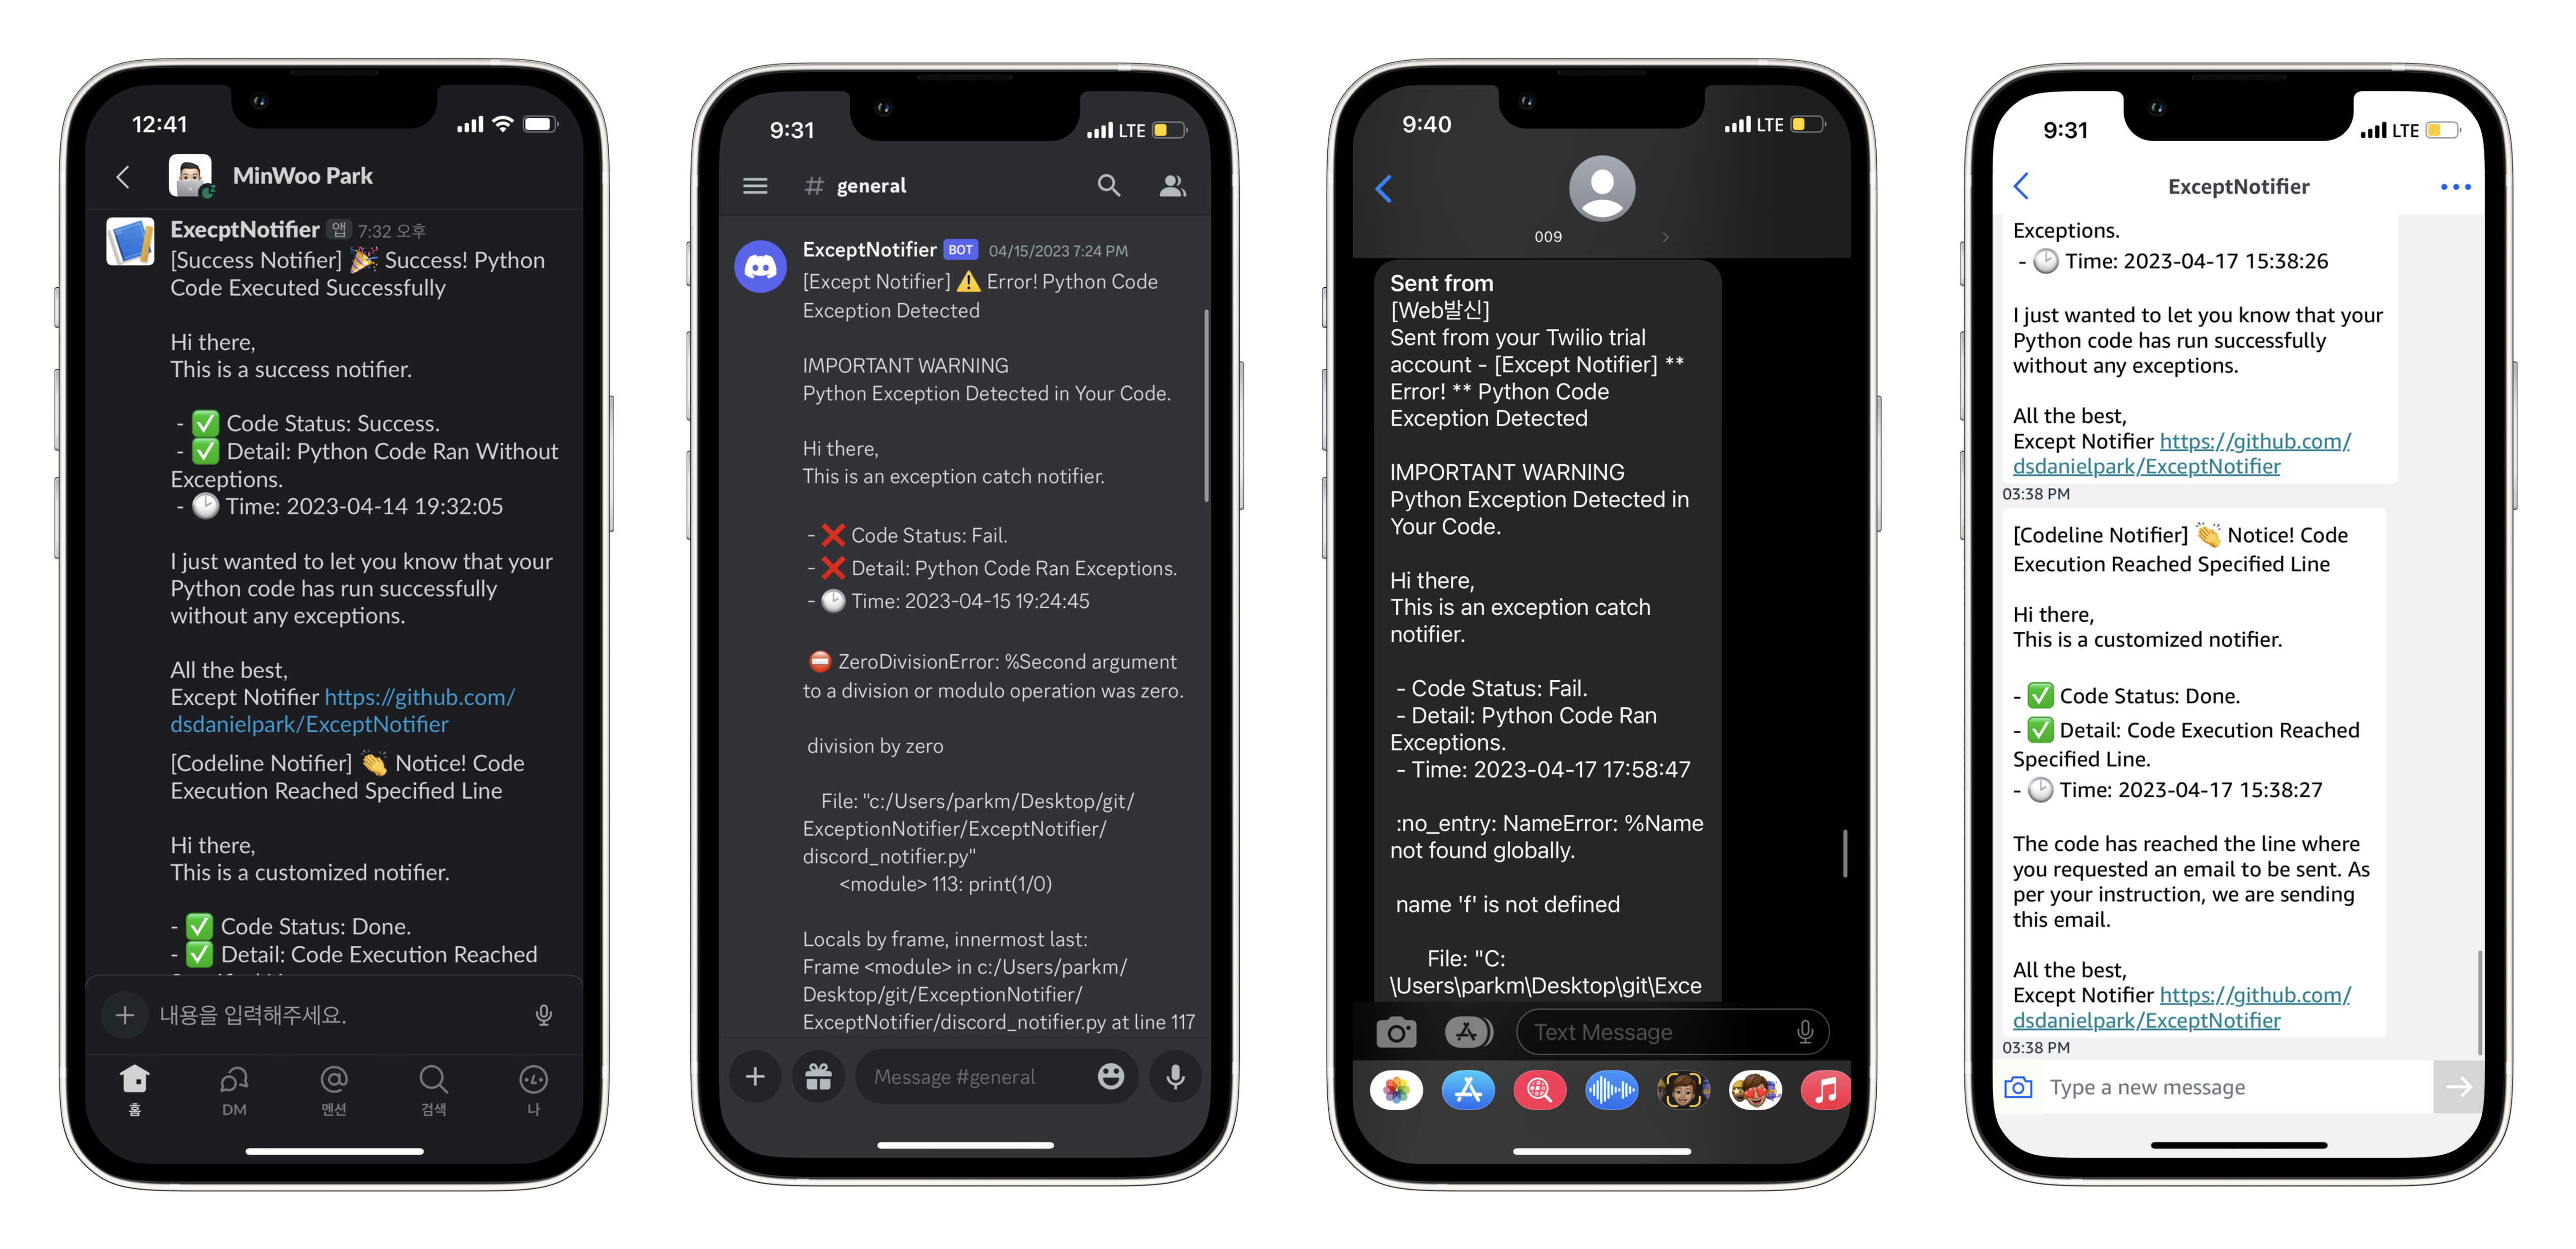 12:41
MinWoo Park
ExecptNotifier 앱 7:32 오후
[Success Notifier] 🎉 Success! Python
Code Executed Successfully
Hi there,
This is a success notifier.
- ✅ Code Status: Success.
- ✅ Detail: Python Code Ran Without
Exceptions.
- 🕑 Time: 2023-04-14 19:32:05
I just wanted to let you know that your
Python code has run successfully
without any exceptions.
All the best,
Except Notifier https://github.com/
dsdanielpark/ExceptNotifier
[Codeline Notifier] 👏 Notice! Code
Execution Reached Specified Line
Hi there,
This is a customized notifier.
- ✅ Code Status: Done.
- ✅ Detail: Code Execution Reached
내용을 입력해주세요.
홈 DM 멘션 검색 나
9:31 LTE
# general
ExceptNotifier BOT 04/15/2023 7:24 PM
[Except Notifier] ⚠️ Error! Python Code
Exception Detected
IMPORTANT WARNING
Python Exception Detected in Your Code.
Hi there,
This is an exception catch notifier.
- ❌ Code Status: Fail.
- ❌ Detail: Python Code Ran Exceptions.
- 🕑 Time: 2023-04-15 19:24:45
⛔ ZeroDivisionError: %Second argument
to a division or modulo operation was zero.
division by zero
File: "c:/Users/parkm/Desktop/git/
ExceptionNotifier/ExceptNotifier/
discord_notifier.py"
<module> 113: print(1/0)
Locals by frame, innermost last:
Frame <module> in c:/Users/parkm/
Desktop/git/ExceptionNotifier/
ExceptNotifier/discord_notifier.py at line 117
Message #general
9:40 LTE
009
Sent from
[Web발신]
Sent from your Twilio trial
account - [Except Notifier] **
Error! ** Python Code
Exception Detected
IMPORTANT WARNING
Python Exception Detected in
Your Code.
Hi there,
This is an exception catch
notifier.
- Code Status: Fail.
- Detail: Python Code Ran
Exceptions.
- Time: 2023-04-17 17:58:47
:no_entry: NameError: %Name
not found globally.
name 'f' is not defined
File: "C:
\Users\parkm\Desktop\git\Exce
Text Message
9:31 LTE
ExceptNotifier
Exceptions.
- 🕑 Time: 2023-04-17 15:38:26
I just wanted to let you know that your
Python code has run successfully
without any exceptions.
All the best,
Except Notifier https://github.com/
dsdanielpark/ExceptNotifier
03:38 PM
[Codeline Notifier] 👏 Notice! Code
Execution Reached Specified Line
Hi there,
This is a customized notifier.
- ✅ Code Status: Done.
- ✅ Detail: Code Execution Reached
Specified Line.
- 🕑 Time: 2023-04-17 15:38:27
The code has reached the line where
you requested an email to be sent. As
per your instruction, we are sending
this email.
All the best,
Except Notifier https://github.com/
dsdanielpark/ExceptNotifier
03:38 PM
Type a new message